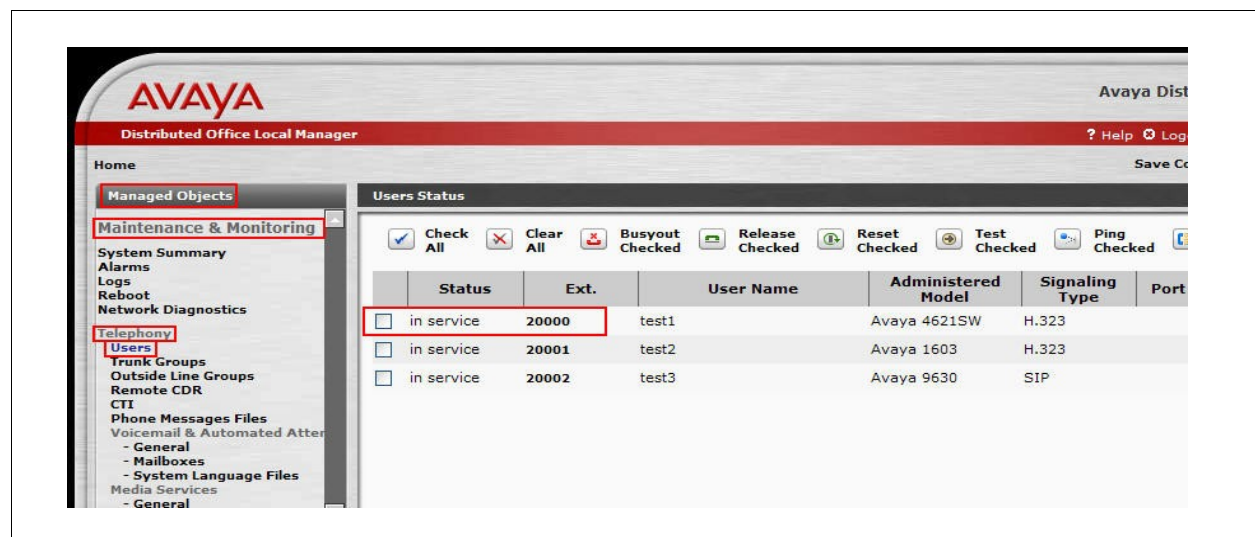 AVAYA
Avaya Dist
Distributed Office Local Manager
? Help Log
Home
Save Co
Managed Objects
Users Status
Maintenance & Monitoring
System Summary
Alarms
Logs
Reboot
Network Diagnostics
Telephony
Users
Trunk Groups
Outside Line Groups
Remote CDR
CTI
Phone Messages Files
Voicemail & Automated Atter
- General
- Mailboxes
- System Language Files
Media Services
- General
Check All
Clear All
Busyout Checked
Release Checked
Reset Checked
Test Checked
Ping Checked
Status Ext. User Name Administered Model Signaling Type Port
in service 20000 test1 Avaya 4621SW H.323
in service 20001 test2 Avaya 1603 H.323
in service 20002 test3 Avaya 9630 SIP